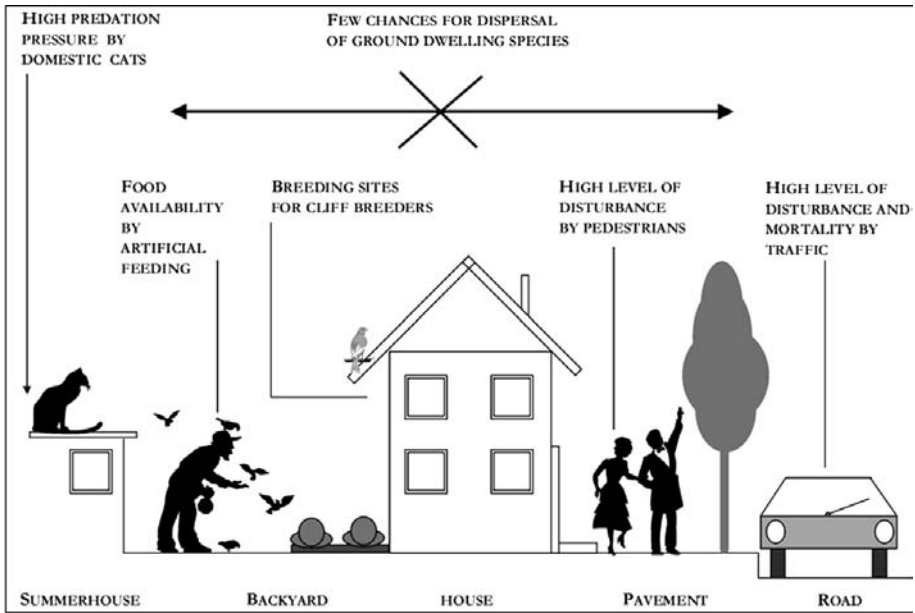 HIGH PREDATION
PRESSURE BY
DOMESTIC CATS
FEW CHANCES FOR DISPERSAL
OF GROUND DWELLING SPECIES
FOOD
AVAILABILITY
BY
ARTIFICIAL
FEEDING
BREEDING SITES
FOR CLIFF BREEDERS
HIGH LEVEL OF
DISTURBANCE
BY PEDESTRIANS
HIGH LEVEL OF
DISTURBANCE AND
MORTALITY BY
TRAFFIC
SUMMERHOUSE
BACKYARD
HOUSE
PAVEMENT
ROAD